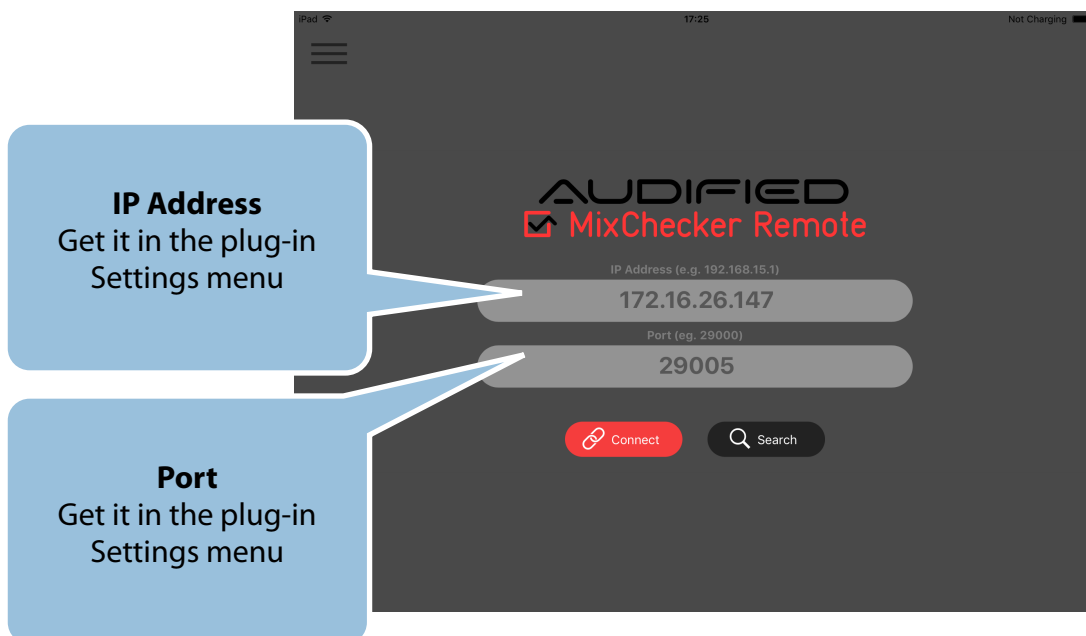 iPad 17:25 Not Charging
IP Address
Get it in the plug-in
Settings menu
AUDIFIED
MixChecker Remote
IP Address (e.g. 192.168.15.1)
172.16.26.147
Port (eg. 29000)
29005
Connect Search
Port
Get it in the plug-in
Settings menu